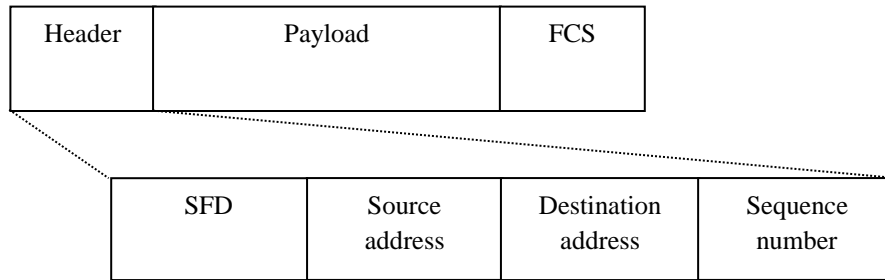 Header Payload FCS
SFD Source Destination Sequence
address address number